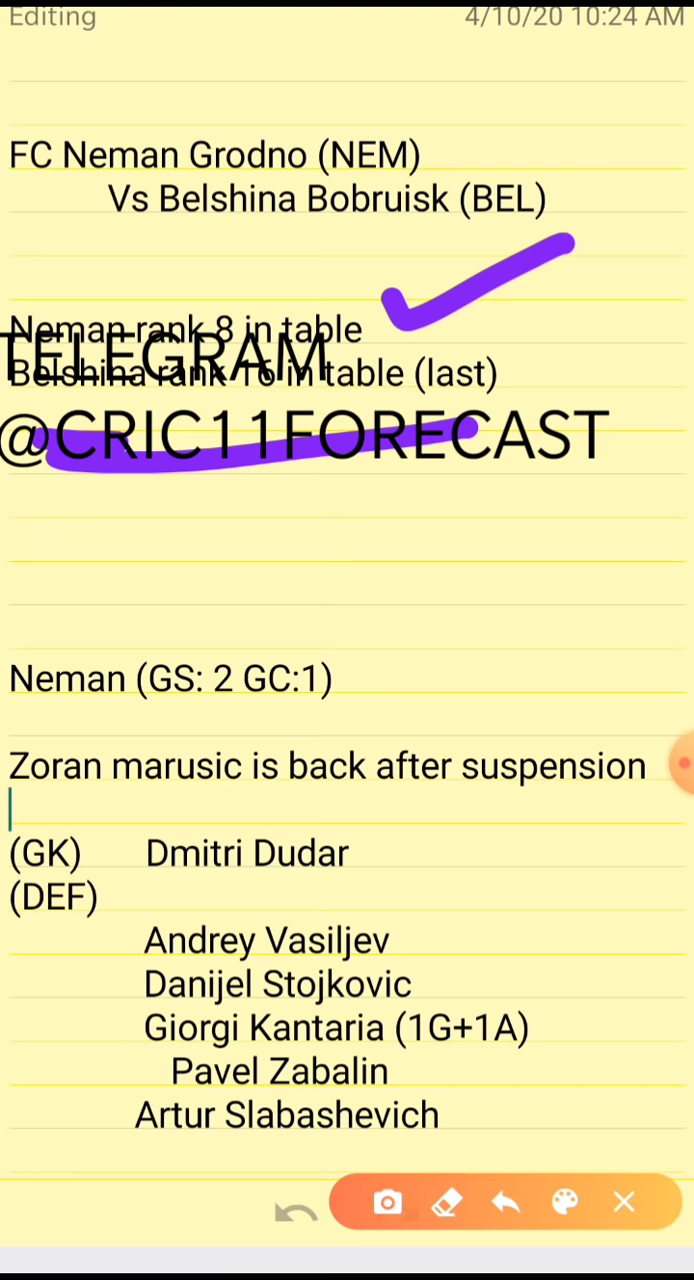 Editing
4/10/20 10:24 AM
FC Neman Grodno (NEM)
Vs Belshina Bobruisk (BEL)
Neman rank 8 in table
TELEGRAM
Belshina rank 16 in table (last)
@CRIC11FORECAST
Neman (GS: 2 GC:1)
Zoran marusic is back after suspension
(GK) Dmitri Dudar
(DEF)
Andrey Vasiljev
Danijel Stojkovic
Giorgi Kantaria (1G+1A)
Pavel Zabalin
Artur Slabashevich